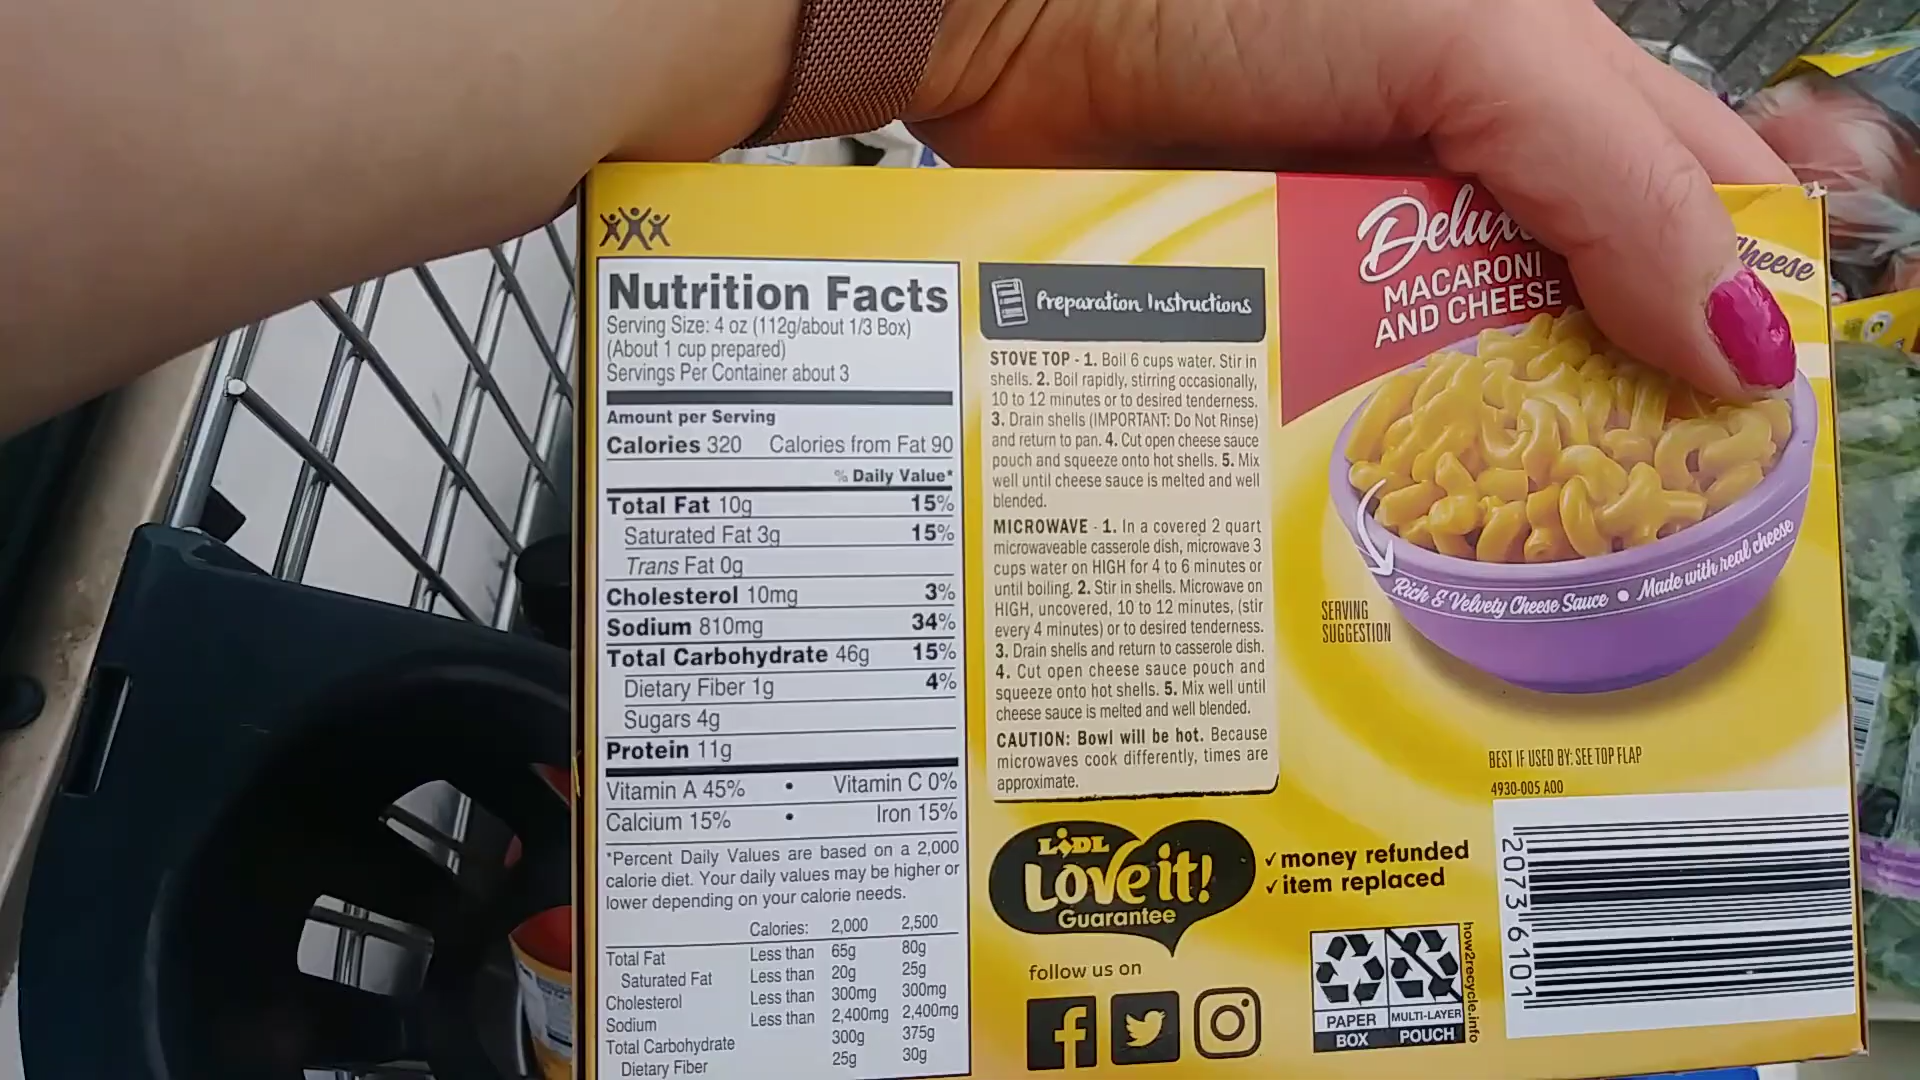 Nutrition Facts
Serving Size: 4 oz (112g/about 1/3 Box)
(About 1 cup prepared)
Servings Per Container about 3
Amount per Serving
Calories 320 Calories from Fat 90
% Daily Value*
Total Fat 10g 15%
Saturated Fat 3g 15%
Trans Fat 0g
Cholesterol 10mg 3%
Sodium 810mg 34%
Total Carbohydrate 46g 15%
Dietary Fiber 1g 4%
Sugars 4g
Protein 11g
Vitamin A 45% • Vitamin C 0%
Calcium 15% • Iron 15%
*Percent Daily Values are based on a 2,000
calorie diet. Your daily values may be higher or
lower depending on your calorie needs.
Calories: 2,000 2,500
Total Fat Less than 65g 80g
Saturated Fat Less than 20g 25g
Cholesterol Less than 300mg 300mg
Sodium Less than 2,400mg 2,400mg
Total Carbohydrate 300g 375g
Dietary Fiber 25g 30g
Preparation Instructions
STOVE TOP - 1. Boil 6 cups water. Stir in
shells. 2. Boil rapidly, stirring occasionally,
10 to 12 minutes or to desired tenderness.
3. Drain shells (IMPORTANT: Do Not Rinse)
and return to pan. 4. Cut open cheese sauce
pouch and squeeze onto hot shells. 5. Mix
well until cheese sauce is melted and well
blended.
MICROWAVE - 1. In a covered 2 quart
microwaveable casserole dish, microwave 3
cups water on HIGH for 4 to 6 minutes or
until boiling. 2. Stir in shells. Microwave on
HIGH, uncovered, 10 to 12 minutes, (stir
every 4 minutes) or to desired tenderness.
3. Drain shells and return to casserole dish.
4. Cut open cheese sauce pouch and
squeeze onto hot shells. 5. Mix well until
cheese sauce is melted and well blended.
CAUTION: Bowl will be hot. Because
microwaves cook differently, times are
approximate.
LiDL
Love it!
Guarantee
✓ money refunded
✓ item replaced
follow us on
Delux
MACARONI
AND CHEESE
Cheese
Rich & Velvety Cheese Sauce • Made with real cheese
SERVING
SUGGESTION
BEST IF USED BY: SEE TOP FLAP
4930-005 A00
20736101
PAPER
BOX
MULTI-LAYER
POUCH
how2recycle.info